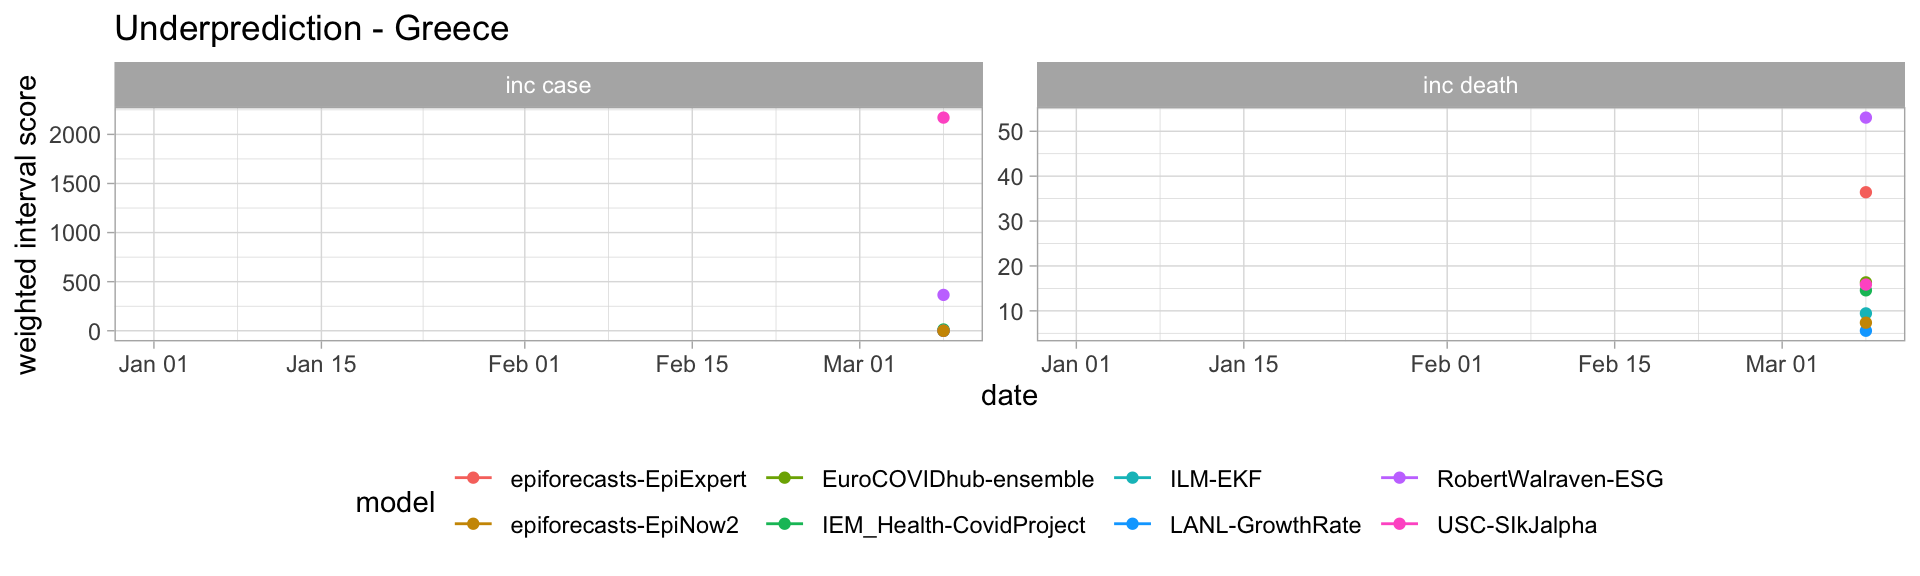 Underprediction - Greece
inc case
inc death
weighted interval score
2000
1500
1000
500
0
50
40
30
20
10
Jan 01
Jan 15
Feb 01
Feb 15
Mar 01
Jan 01
Jan 15
Feb 01
Feb 15
Mar 01
date
model
epiforecasts-EpiExpert
EuroCOVIDhub-ensemble
ILM-EKF
RobertWalraven-ESG
epiforecasts-EpiNow2
IEM_Health-CovidProject
LANL-GrowthRate
USC-SIkJalpha